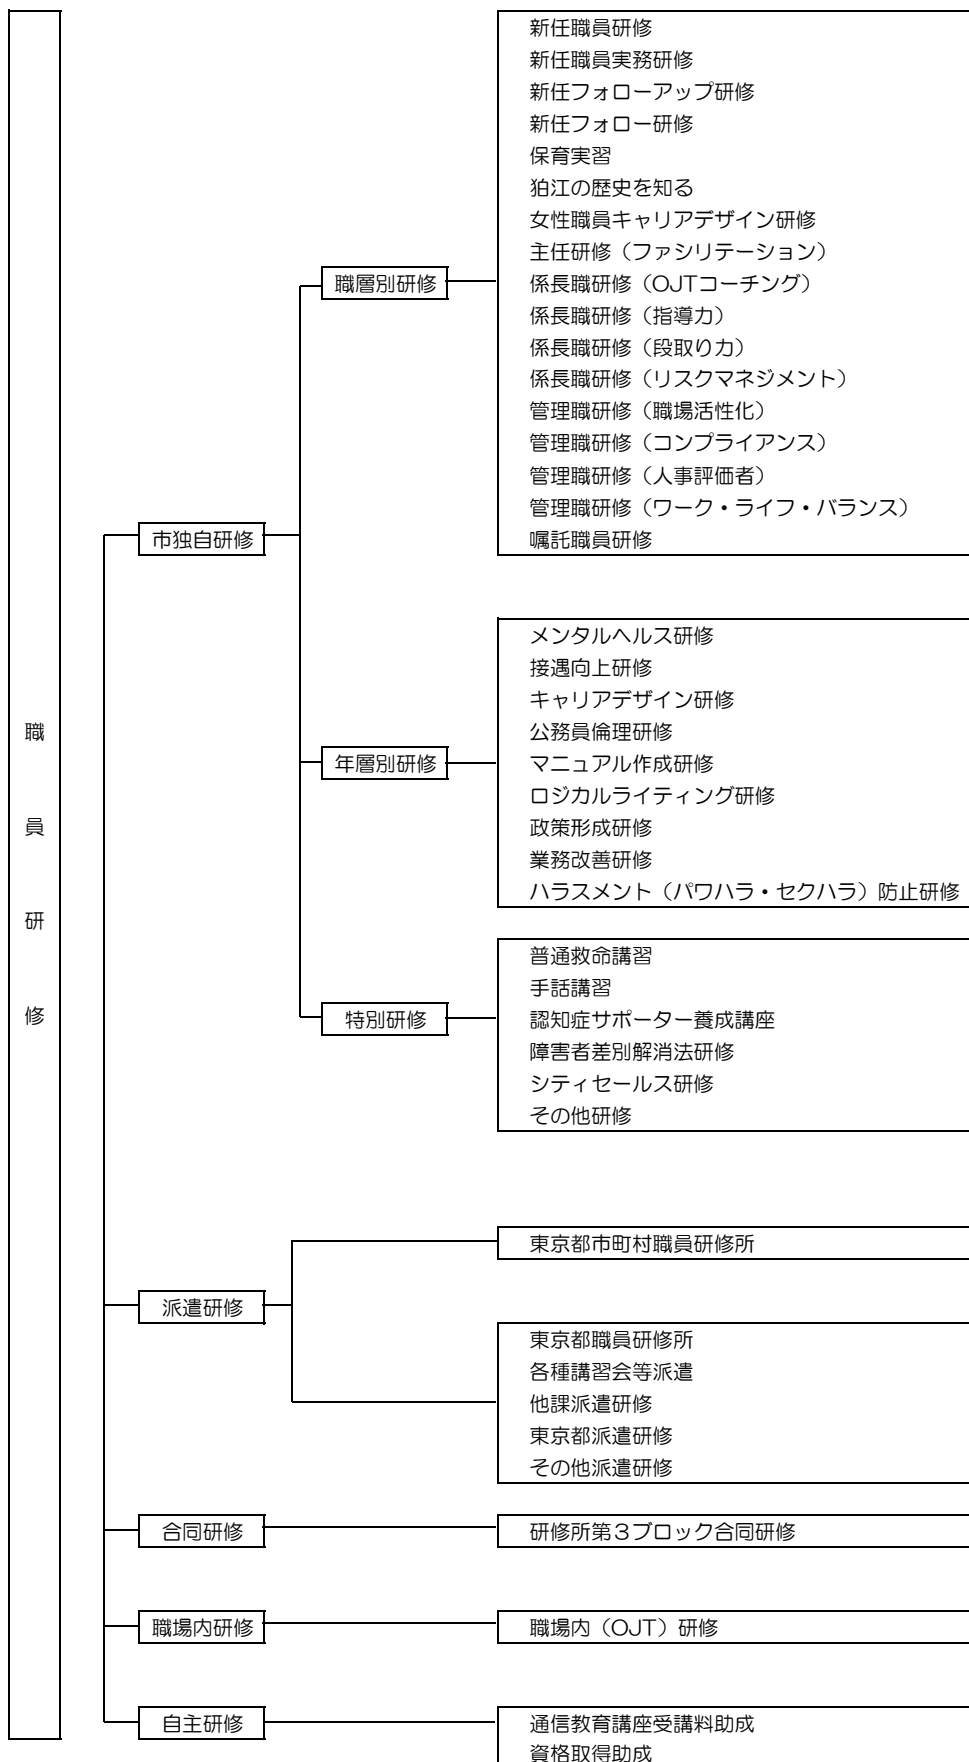 職員研修
市独自研修
職層別研修
新任職員研修
新任職員実務研修
新任フォローアップ研修
新任フォロー研修
保育実習
狛江の歴史を知る
女性職員キャリアデザイン研修
主任研修（ファシリテーション）
係長職研修（OJTコーチング）
係長職研修（指導力）
係長職研修（段取り力）
係長職研修（リスクマネジメント）
管理職研修（職場活性化）
管理職研修（コンプライアンス）
管理職研修（人事評価者）
管理職研修（ワーク・ライフ・バランス）
嘱託職員研修
年層別研修
メンタルヘルス研修
接遇向上研修
キャリアデザイン研修
公務員倫理研修
マニュアル作成研修
ロジカルライティング研修
政策形成研修
業務改善研修
ハラスメント（パワハラ・セクハラ）防止研修
特別研修
普通救命講習
手話講習
認知症サポーター養成講座
障害者差別解消法研修
シティセールス研修
その他研修
派遣研修
東京都市町村職員研修所
東京都職員研修所
各種講習会等派遣
他課派遣研修
東京都派遣研修
その他派遣研修
合同研修
研修所第３ブロック合同研修
職場内研修
職場内（OJT）研修
自主研修
通信教育講座受講料助成
資格取得助成